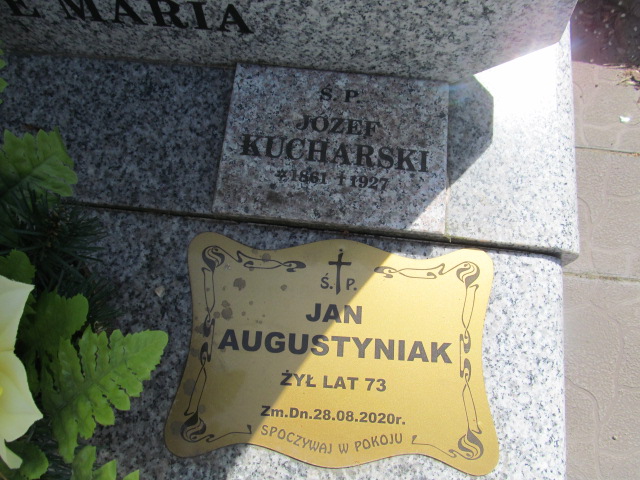 E MARIA
Ś. P.
JÓZEF
KUCHARSKI
*1861 †1927
Ś. P.
JAN
AUGUSTYNIAK
ŻYŁ LAT 73
Zm.Dn.28.08.2020r.
SPOCZYWAJ W POKOJU